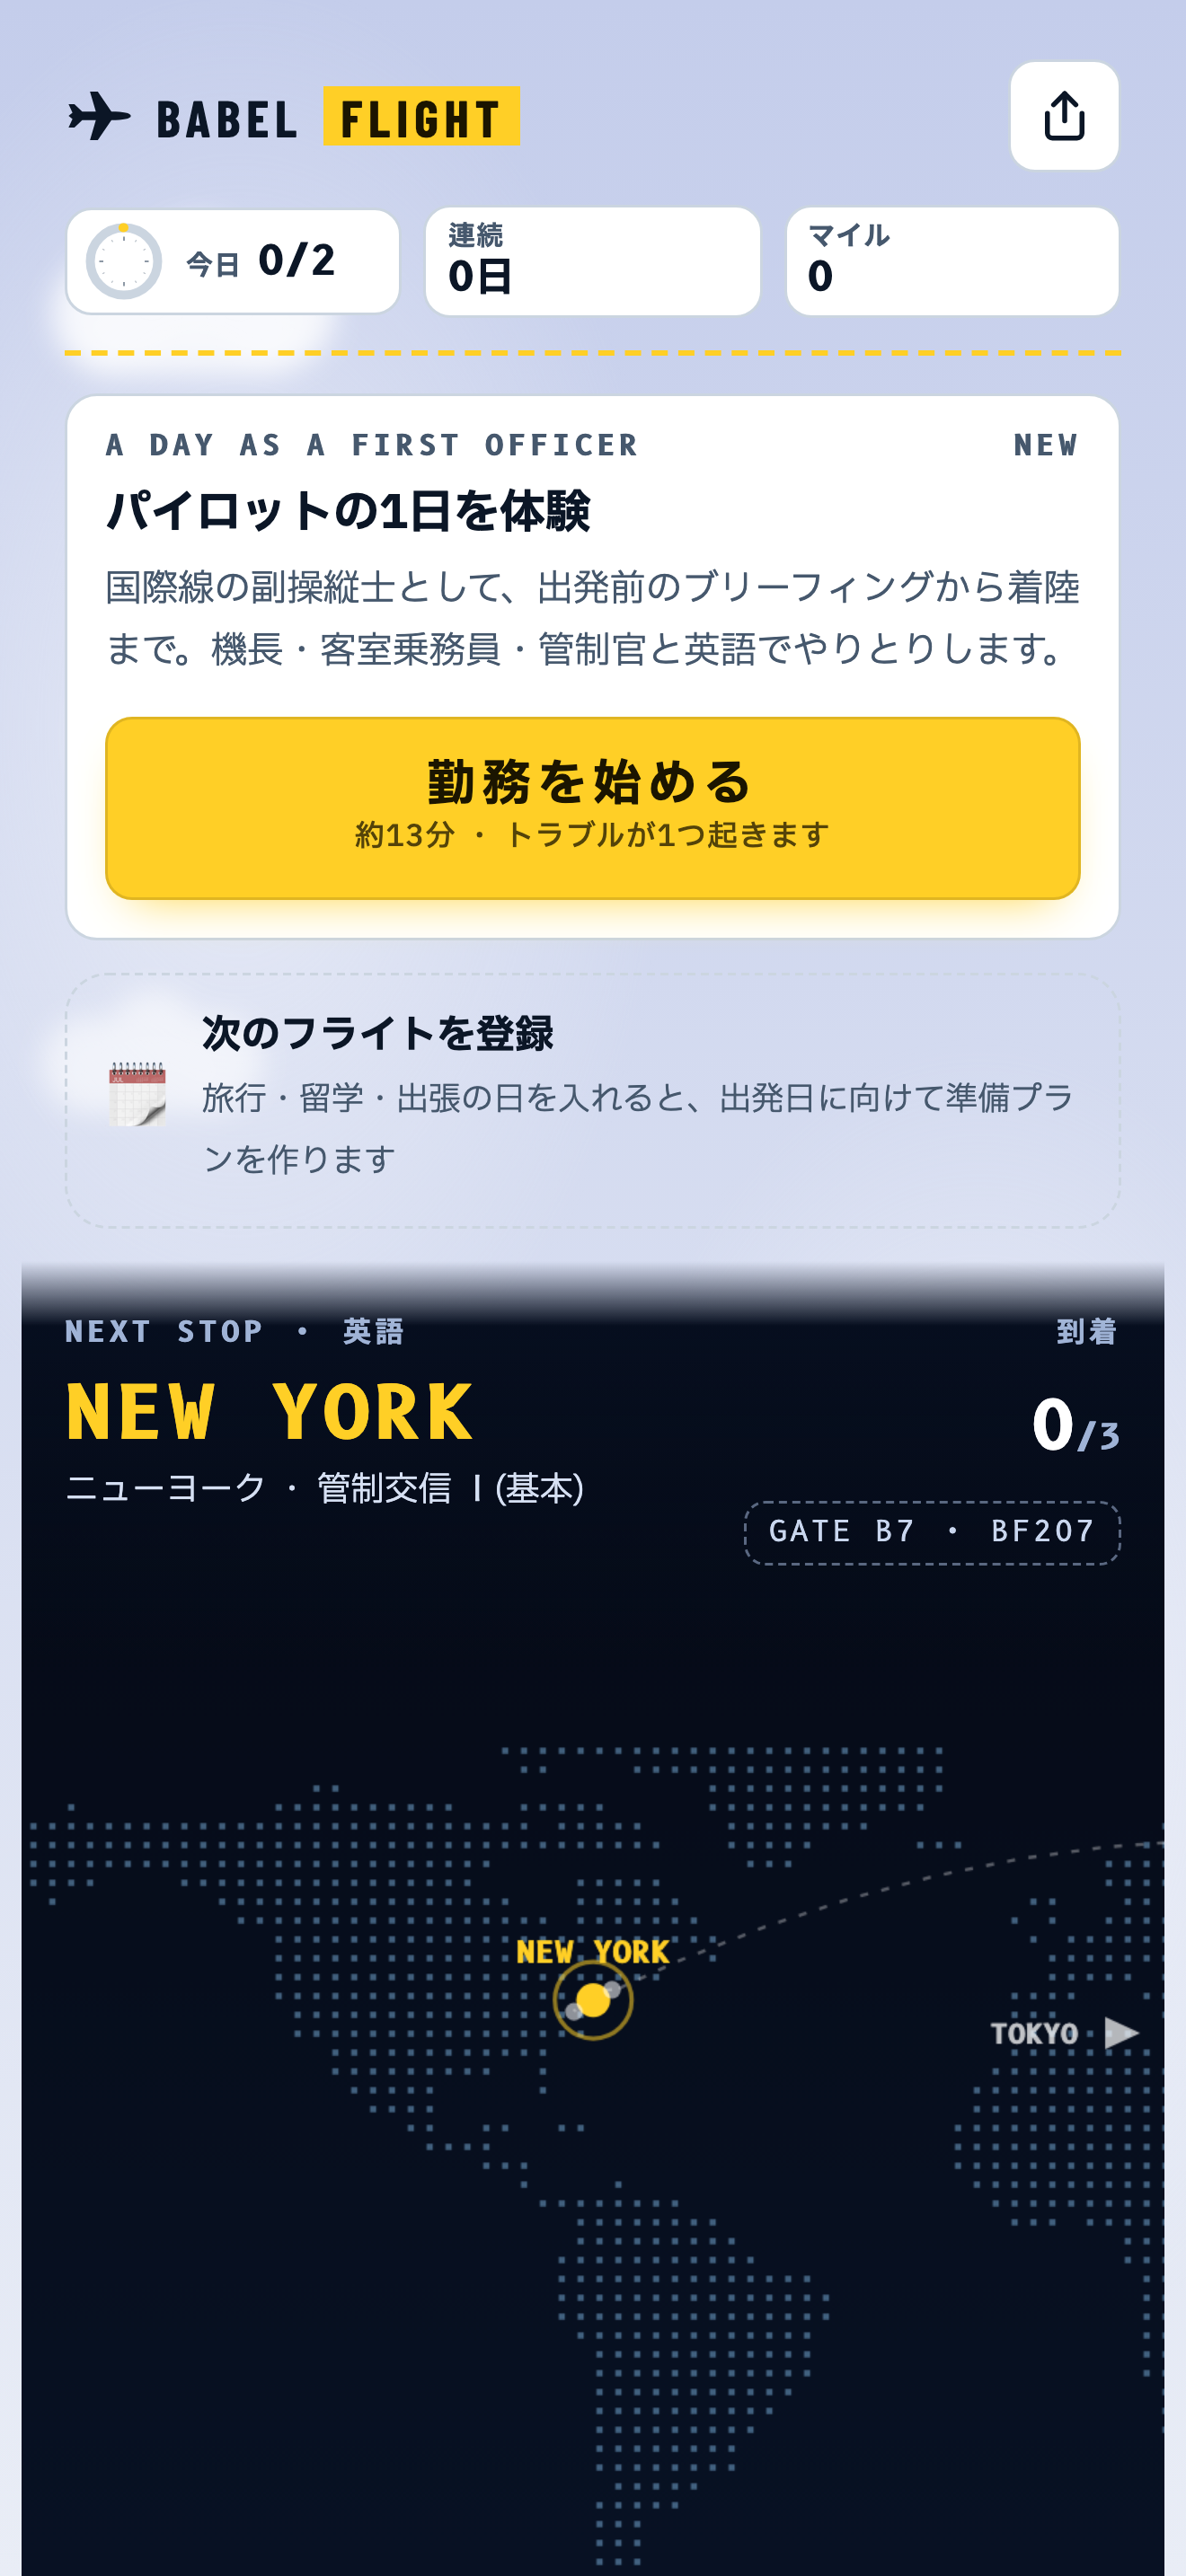 BABEL FLIGHT
今日 0/2
連続
0日
マイル
0
A DAY AS A FIRST OFFICER
NEW
パイロットの1日を体験
国際線の副操縦士として、出発前のブリーフィングから着陸
まで。機長・客室乗務員・管制官と英語でやりとりします。
勤務を始める
約13分 ・ トラブルが1つ起きます
次のフライトを登録
JUL
旅行・留学・出張の日を入れると、出発日に向けて準備プラ
ンを作ります
NEXT STOP ・ 英語
到着
NEW YORK
0/3
ニューヨーク ・ 管制交信 Ⅰ(基本)
GATE B7 ・ BF207
NEW YORK
TOKYO